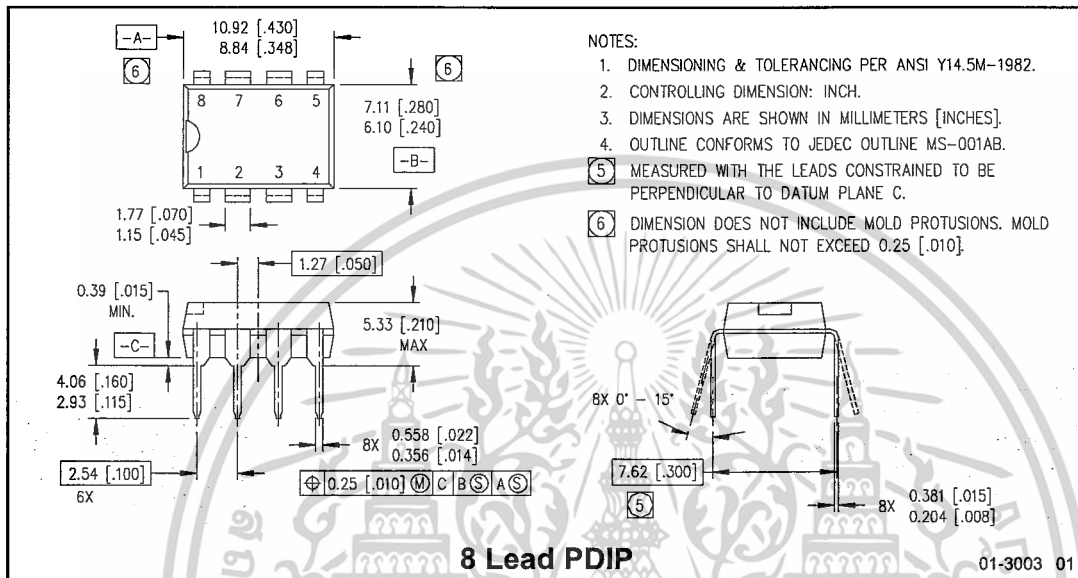 -A-
10.92 [.430]
8.84 [.348]
6
6
8 7 6 5
1 2 3 4
7.11 [.280]
6.10 [.240]
-B-
1.77 [.070]
1.15 [.045]
NOTES:
1. DIMENSIONING & TOLERANCING PER ANSI Y14.5M-1982.
2. CONTROLLING DIMENSION: INCH.
3. DIMENSIONS ARE SHOWN IN MILLIMETERS [INCHES].
4. OUTLINE CONFORMS TO JEDEC OUTLINE MS-001AB.
5 MEASURED WITH THE LEADS CONSTRAINED TO BE
PERPENDICULAR TO DATUM PLANE C.
6 DIMENSION DOES NOT INCLUDE MOLD PROTUSIONS. MOLD
PROTUSIONS SHALL NOT EXCEED 0.25 [.010].
1.27 [.050]
0.39 [.015]
MIN.
-C-
5.33 [.210]
MAX
4.06 [.160]
2.93 [.115]
8X 0.558 [.022]
0.356 [.014]
2.54 [.100]
6X
⌖ 0.25 [.010] Ⓜ C B Ⓢ A Ⓢ
8X 0° - 15°
7.62 [.300]
5
8X 0.381 [.015]
0.204 [.008]
8 Lead PDIP
01-3003 01